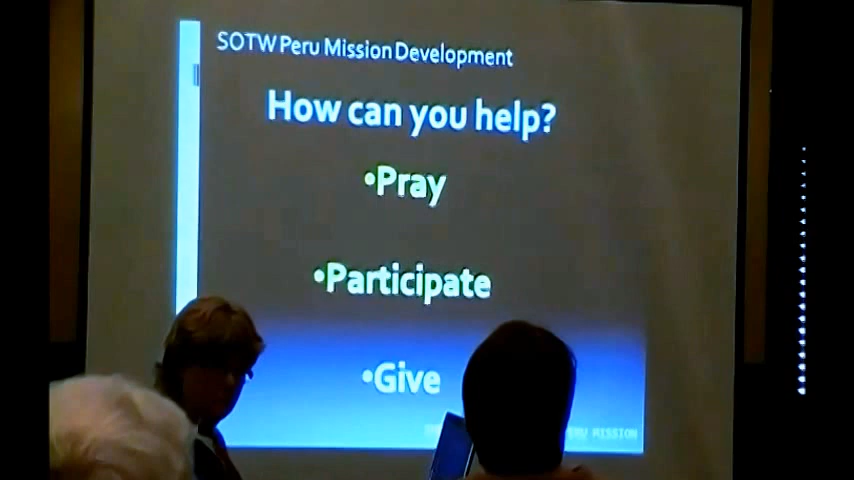 SOTW Peru Mission Development
How can you help?
•Pray
•Participate
•Give
PERU MISSION